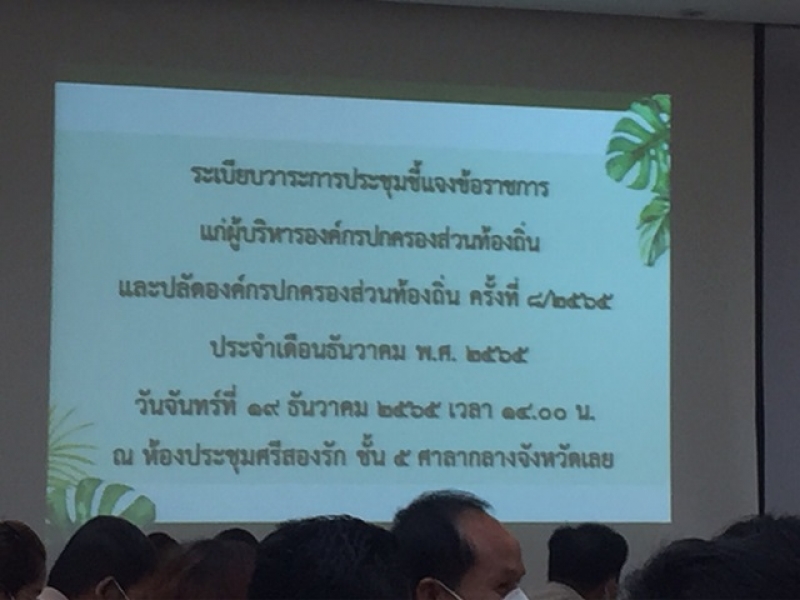 ระเบียบวาระการประชุมชี้แจงข้อราชการ
แก่ผู้บริหารองค์กรปกครองส่วนท้องถิ่น
และปลัดองค์กรปกครองส่วนท้องถิ่น ครั้งที่ ๘/๒๕๖๕
ประจำเดือนธันวาคม พ.ศ. ๒๕๖๕
วันจันทร์ที่ ๑๙ ธันวาคม ๒๕๖๕ เวลา ๑๔.๐๐ น.
ณ ห้องประชุมศรีสองรัก ชั้น ๕ ศาลากลางจังหวัดเลย